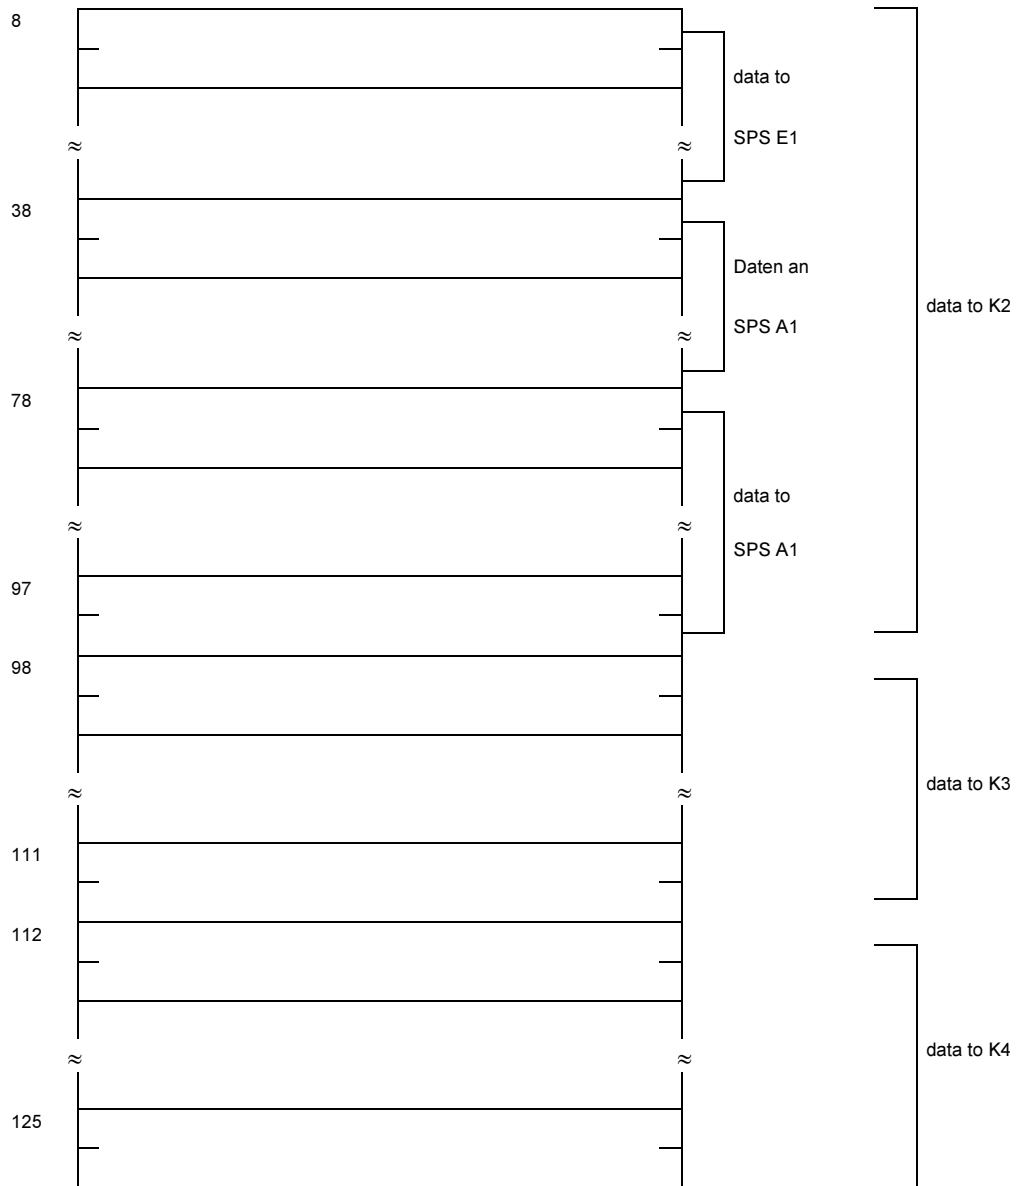 8
data to
SPS E1
≈ ≈
38
Daten an
data to K2
SPS A1
≈ ≈
78
data to
≈ ≈
SPS A1
97
98
data to K3
≈ ≈
111
112
data to K4
≈ ≈
125